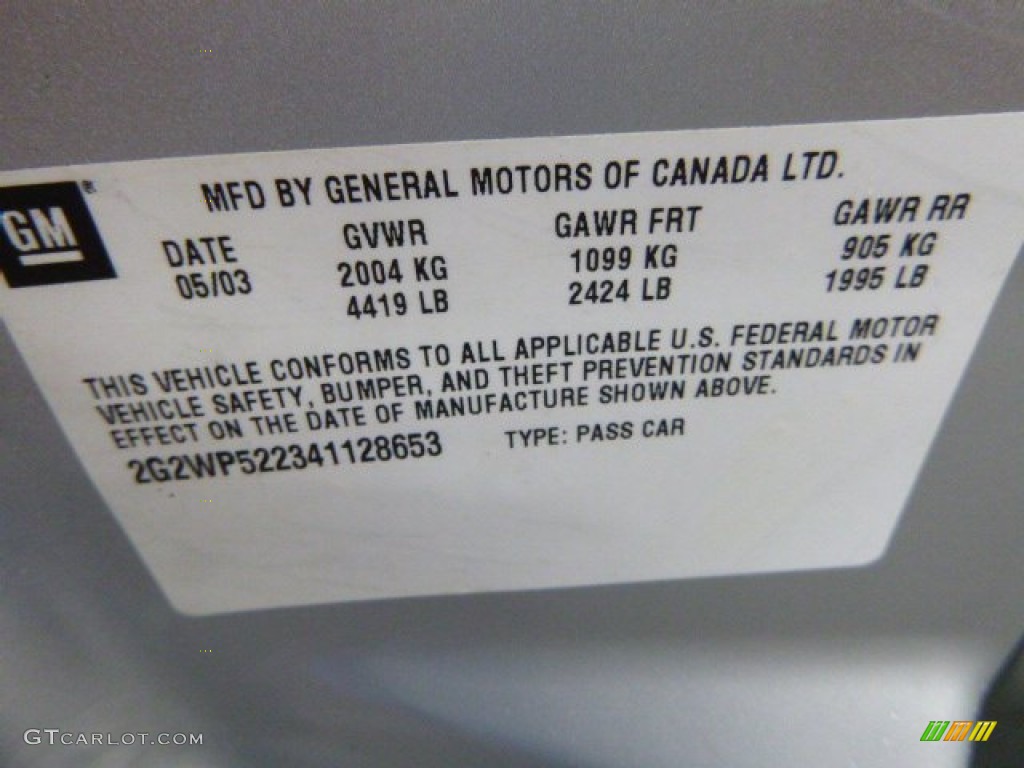 GM
MFD BY GENERAL MOTORS OF CANADA LTD.
DATE GVWR GAWR FRT GAWR RR
05/03 2004 KG 1099 KG 905 KG
4419 LB 2424 LB 1995 LB
THIS VEHICLE CONFORMS TO ALL APPLICABLE U.S. FEDERAL MOTOR
VEHICLE SAFETY, BUMPER, AND THEFT PREVENTION STANDARDS IN
EFFECT ON THE DATE OF MANUFACTURE SHOWN ABOVE.
2G2WP522341128653 TYPE: PASS CAR
GTCARLOT.COM